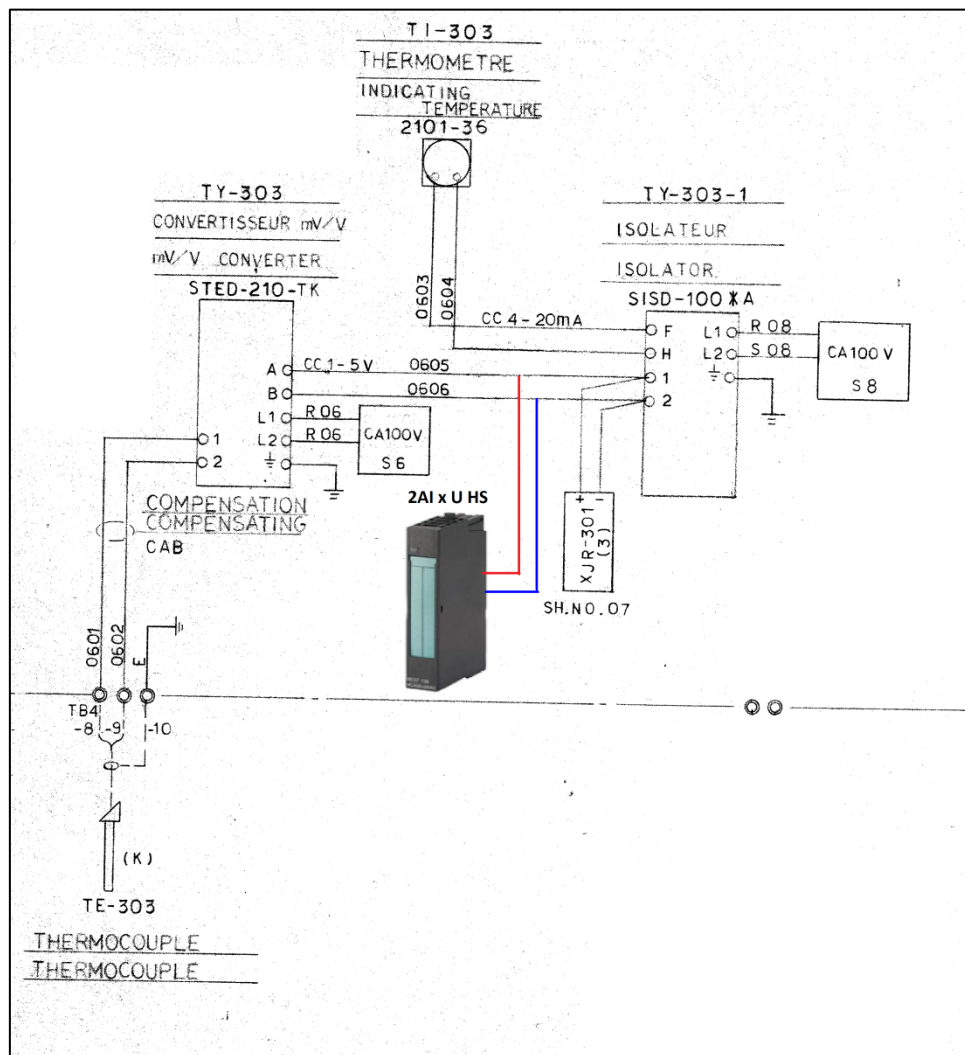 TI-303
THERMOMETRE
INDICATING
TEMPERATURE
2101-36
TY-303
CONVERTISSEUR mV/V
mV/V CONVERTER
STED-210-TK
TY-303-1
ISOLATEUR
ISOLATOR
SISD-100 ⁎A
0603
0604
CC 4-20mA
F
H
1
2
L1
L2
R 08
S 08
CA100 V
S 8
A
B
L1
L2
CC 1-5V
0605
0606
R 06
R 06
CA100V
S 6
1
2
COMPENSATION
COMPENSATING
CAB
2AI x U HS
+ -
XJR-301
(3)
SH.NO.07
0601
0602
E
TB4
-8 -9 -10
(K)
TE-303
THERMOCOUPLE
THERMOCOUPLE